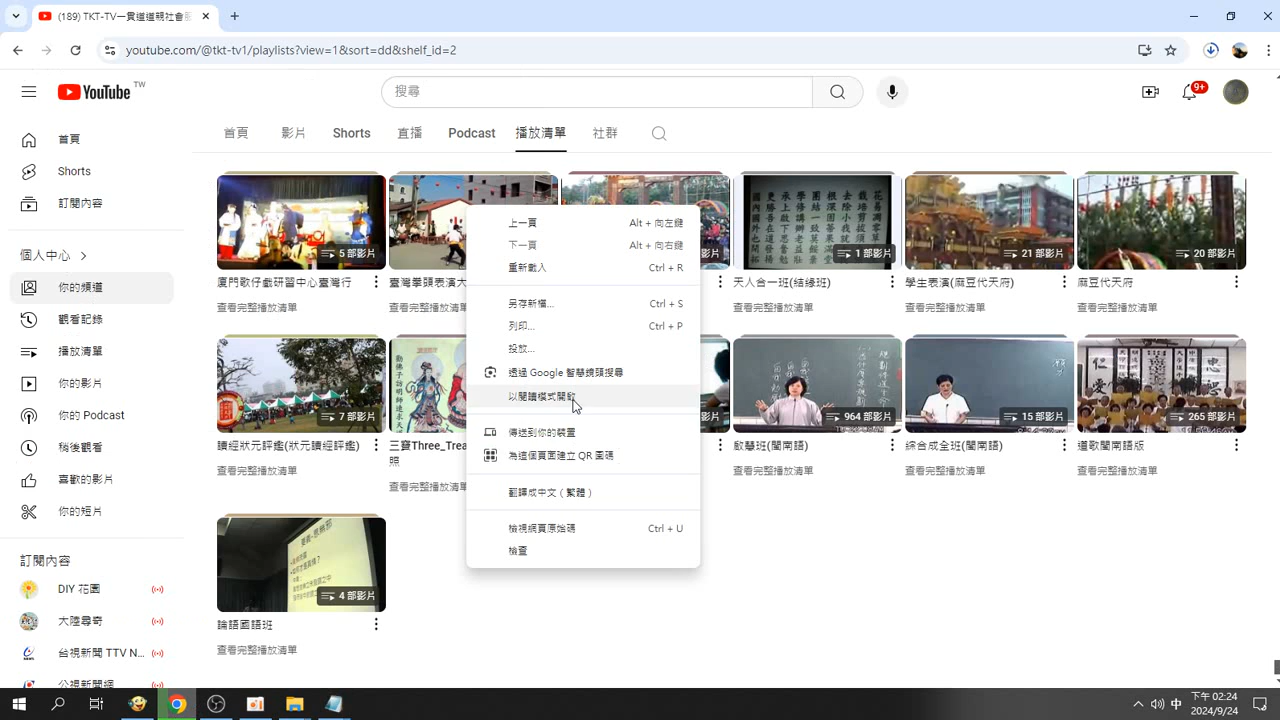 (189) TKT-TV一貫道道親社會服
youtube.com/@tkt-tv1/playlists?view=1&sort=dd&shelf_id=2
YouTube TW
搜尋
9+
首頁 影片 Shorts 直播 Podcast 播放清單 社群
首頁
Shorts
訂閱內容
個人中心
你的頻道
觀看記錄
播放清單
你的影片
你的 Podcast
稍後觀看
喜歡的影片
你的短片
訂閱內容
DIY 花園
大陸尋奇
台視新聞 TTV N...
公視新聞網
5 部影片
1 部影片
21 部影片
20 部影片
廈門歌仔戲研習中心臺灣行
臺灣拳頭表演大
天人合一班(結緣班)
學生表演(麻豆代天府)
麻豆代天府
查看完整播放清單
查看完整播放清單
查看完整播放清單
查看完整播放清單
查看完整播放清單
7 部影片
部影片
964 部影片
15 部影片
265 部影片
讀經狀元評鑑(狀元讀經評鑑)
三寶Three_Trea
照
敔慧班(閩南語)
綜合成全班(閩南語)
道歌閩南語版
查看完整播放清單
查看完整播放清單
查看完整播放清單
查看完整播放清單
查看完整播放清單
4 部影片
論語國語班
查看完整播放清單
上一頁 Alt + 向左鍵
下一頁 Alt + 向右鍵
重新載入 Ctrl + R
另存新檔... Ctrl + S
列印... Ctrl + P
投放...
透過 Google 智慧鏡頭搜尋
以閱讀模式開啟
傳送到你的裝置
為這個頁面建立 QR 圖碼
翻譯成中文 ( 繁體 )
檢視網頁原始碼 Ctrl + U
檢查
中
下午 02:24
2024/9/24